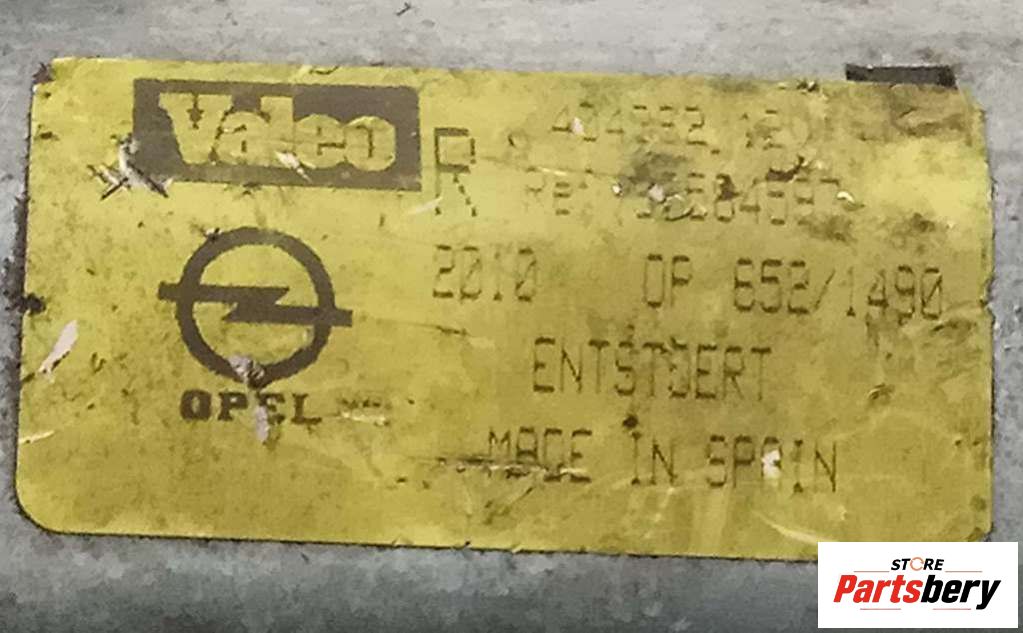 Valeo
R
2010 OP 652/1490
ENTSTOERT
OPEL
MADE IN SPAIN
STORE
Partsbery